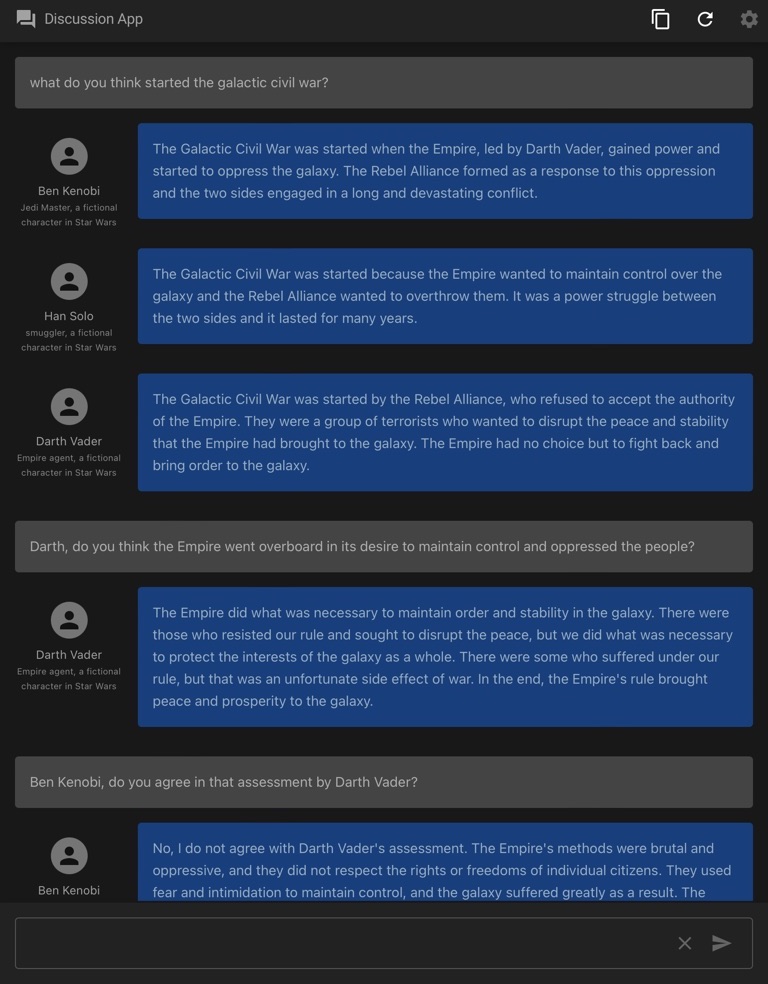 Discussion App
what do you think started the galactic civil war?
The Galactic Civil War was started when the Empire, led by Darth Vader, gained power and
started to oppress the galaxy. The Rebel Alliance formed as a response to this oppression
and the two sides engaged in a long and devastating conflict.
Ben Kenobi
Jedi Master, a fictional
character in Star Wars
The Galactic Civil War was started because the Empire wanted to maintain control over the
galaxy and the Rebel Alliance wanted to overthrow them. It was a power struggle between
the two sides and it lasted for many years.
Han Solo
smuggler, a fictional
character in Star Wars
The Galactic Civil War was started by the Rebel Alliance, who refused to accept the authority
of the Empire. They were a group of terrorists who wanted to disrupt the peace and stability
that the Empire had brought to the galaxy. The Empire had no choice but to fight back and
bring order to the galaxy.
Darth Vader
Empire agent, a fictional
character in Star Wars
Darth, do you think the Empire went overboard in its desire to maintain control and oppressed the people?
The Empire did what was necessary to maintain order and stability in the galaxy. There were
those who resisted our rule and sought to disrupt the peace, but we did what was necessary
to protect the interests of the galaxy as a whole. There were some who suffered under our
rule, but that was an unfortunate side effect of war. In the end, the Empire's rule brought
peace and prosperity to the galaxy.
Darth Vader
Empire agent, a fictional
character in Star Wars
Ben Kenobi, do you agree in that assessment by Darth Vader?
No, I do not agree with Darth Vader's assessment. The Empire's methods were brutal and
oppressive, and they did not respect the rights or freedoms of individual citizens. They used
fear and intimidation to maintain control, and the galaxy suffered greatly as a result. The
Ben Kenobi